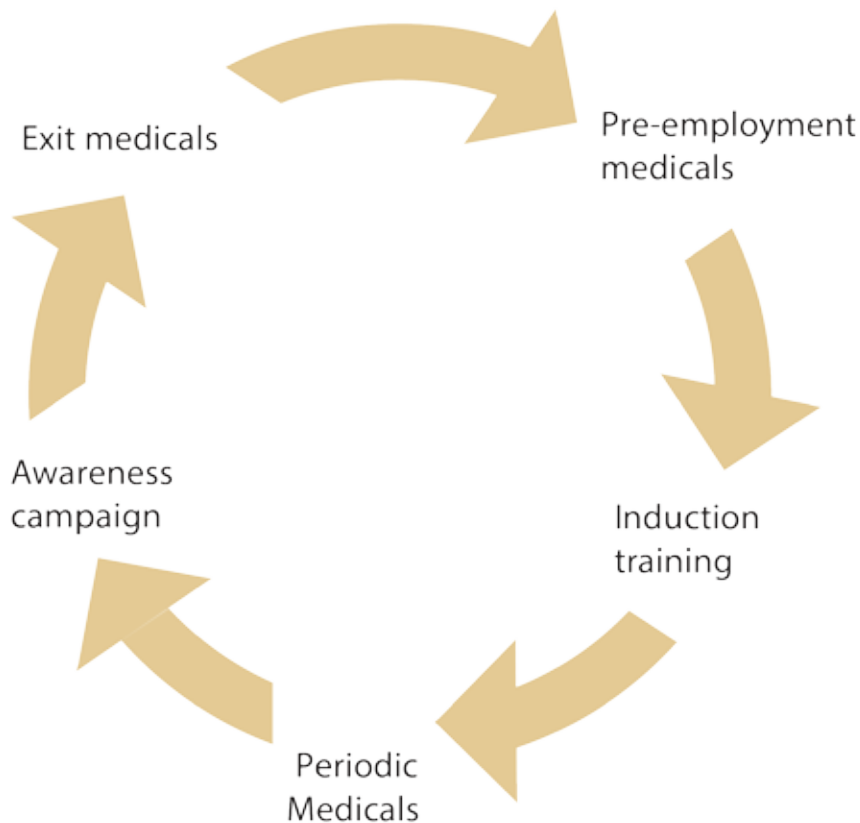 Exit medicals
Pre-employment
medicals
Induction
training
Periodic
Medicals
Awareness
campaign